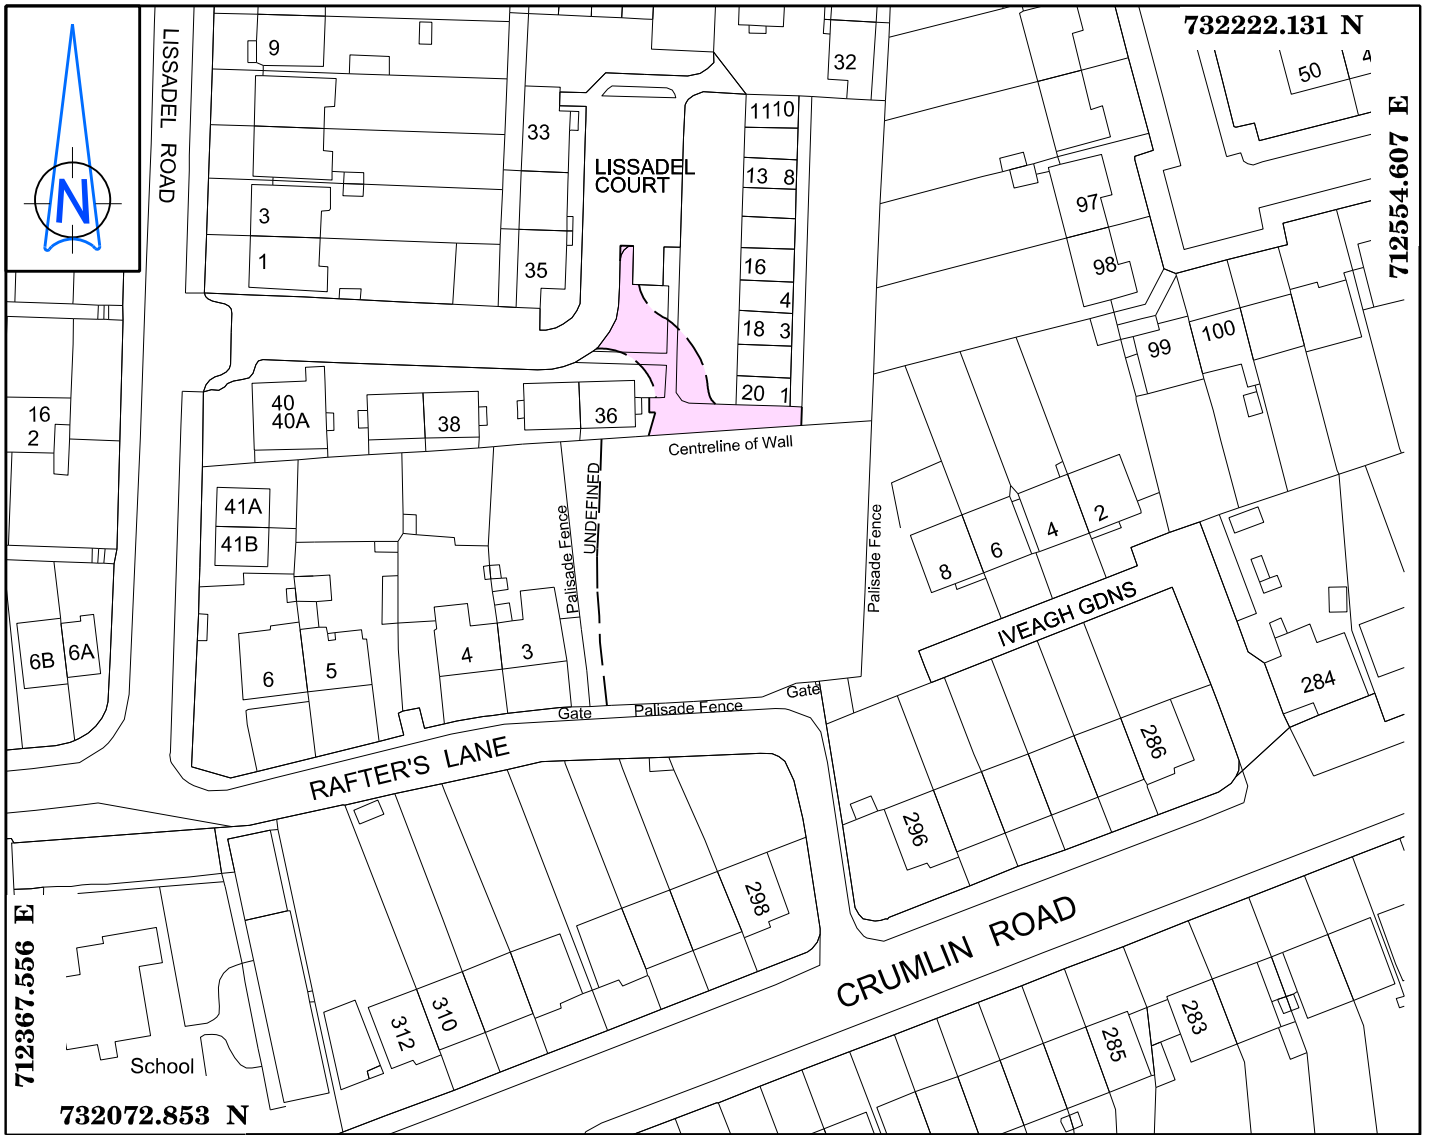 732222.131 N
712554.607 E
N
LISSADEL ROAD
9
32
50
4
33
1110
LISSADEL
COURT
13 8
97
3
1
35
16
98
4
18 3
100
99
20 1
40
40A
38
36
16
2
Centreline of Wall
UNDEFINED
Palisade Fence
Palisade Fence
41A
41B
8
6
4
2
IVEAGH GDNS
6B
6A
6
5
4
3
284
Gate
Palisade Fence
Gate
RAFTER'S LANE
286
296
298
CRUMLIN ROAD
312
310
285
283
712367.556 E
School
732072.853 N